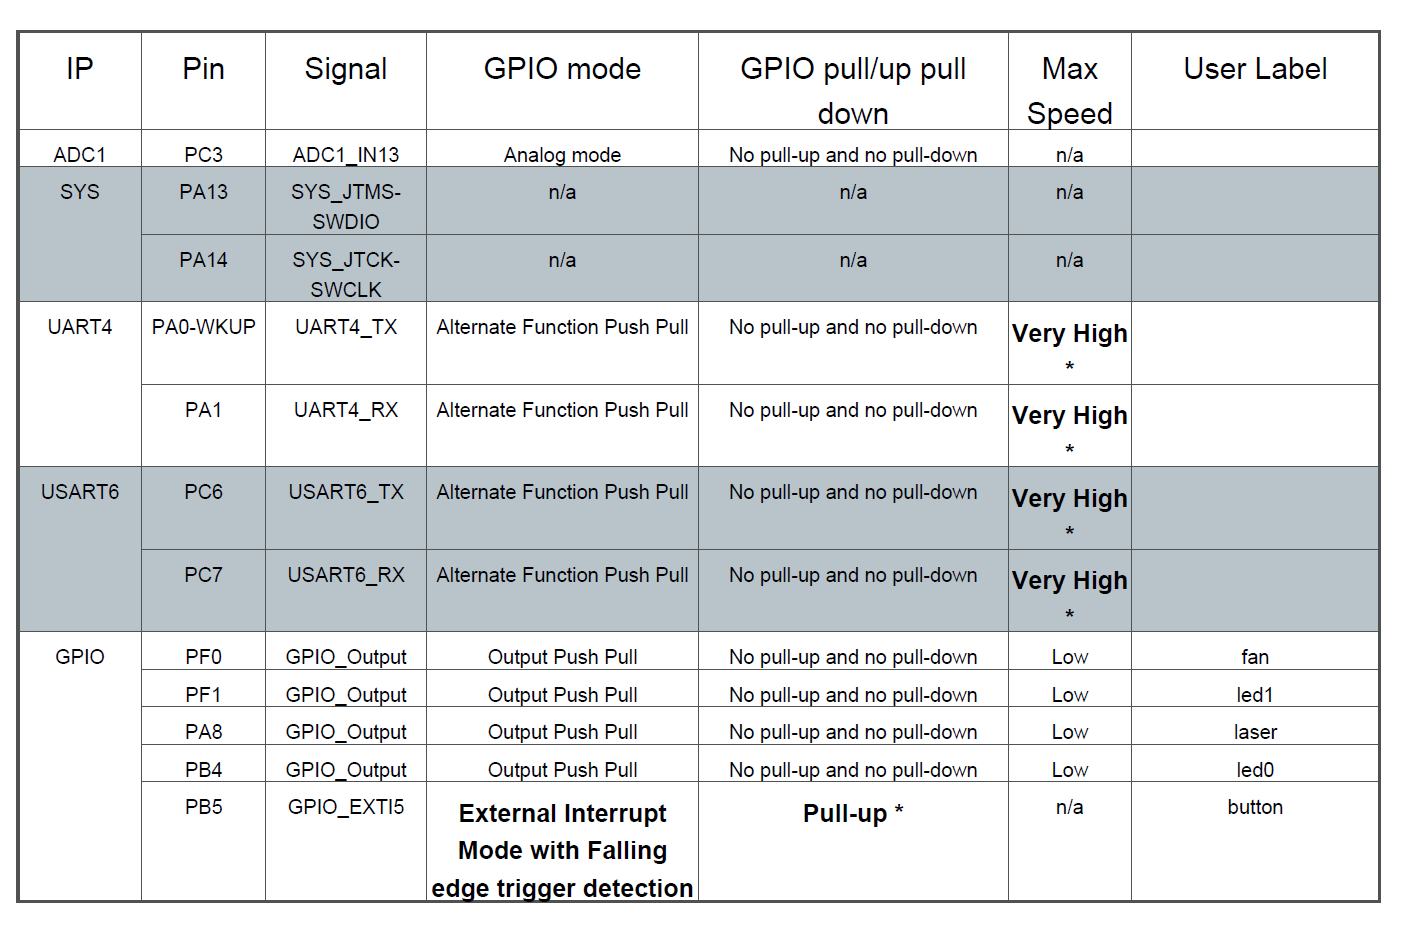 IP Pin Signal GPIO mode GPIO pull/up pull Max User Label
down Speed
ADC1 PC3 ADC1_IN13 Analog mode No pull-up and no pull-down n/a
SYS PA13 SYS_JTMS- n/a n/a n/a
SWDIO
PA14 SYS_JTCK- n/a n/a n/a
SWCLK
UART4 PA0-WKUP UART4_TX Alternate Function Push Pull No pull-up and no pull-down Very High
*
PA1 UART4_RX Alternate Function Push Pull No pull-up and no pull-down Very High
*
USART6 PC6 USART6_TX Alternate Function Push Pull No pull-up and no pull-down Very High
*
PC7 USART6_RX Alternate Function Push Pull No pull-up and no pull-down Very High
*
GPIO PF0 GPIO_Output Output Push Pull No pull-up and no pull-down Low fan
PF1 GPIO_Output Output Push Pull No pull-up and no pull-down Low led1
PA8 GPIO_Output Output Push Pull No pull-up and no pull-down Low laser
PB4 GPIO_Output Output Push Pull No pull-up and no pull-down Low led0
PB5 GPIO_EXTI5 External Interrupt Pull-up * n/a button
Mode with Falling
edge trigger detection